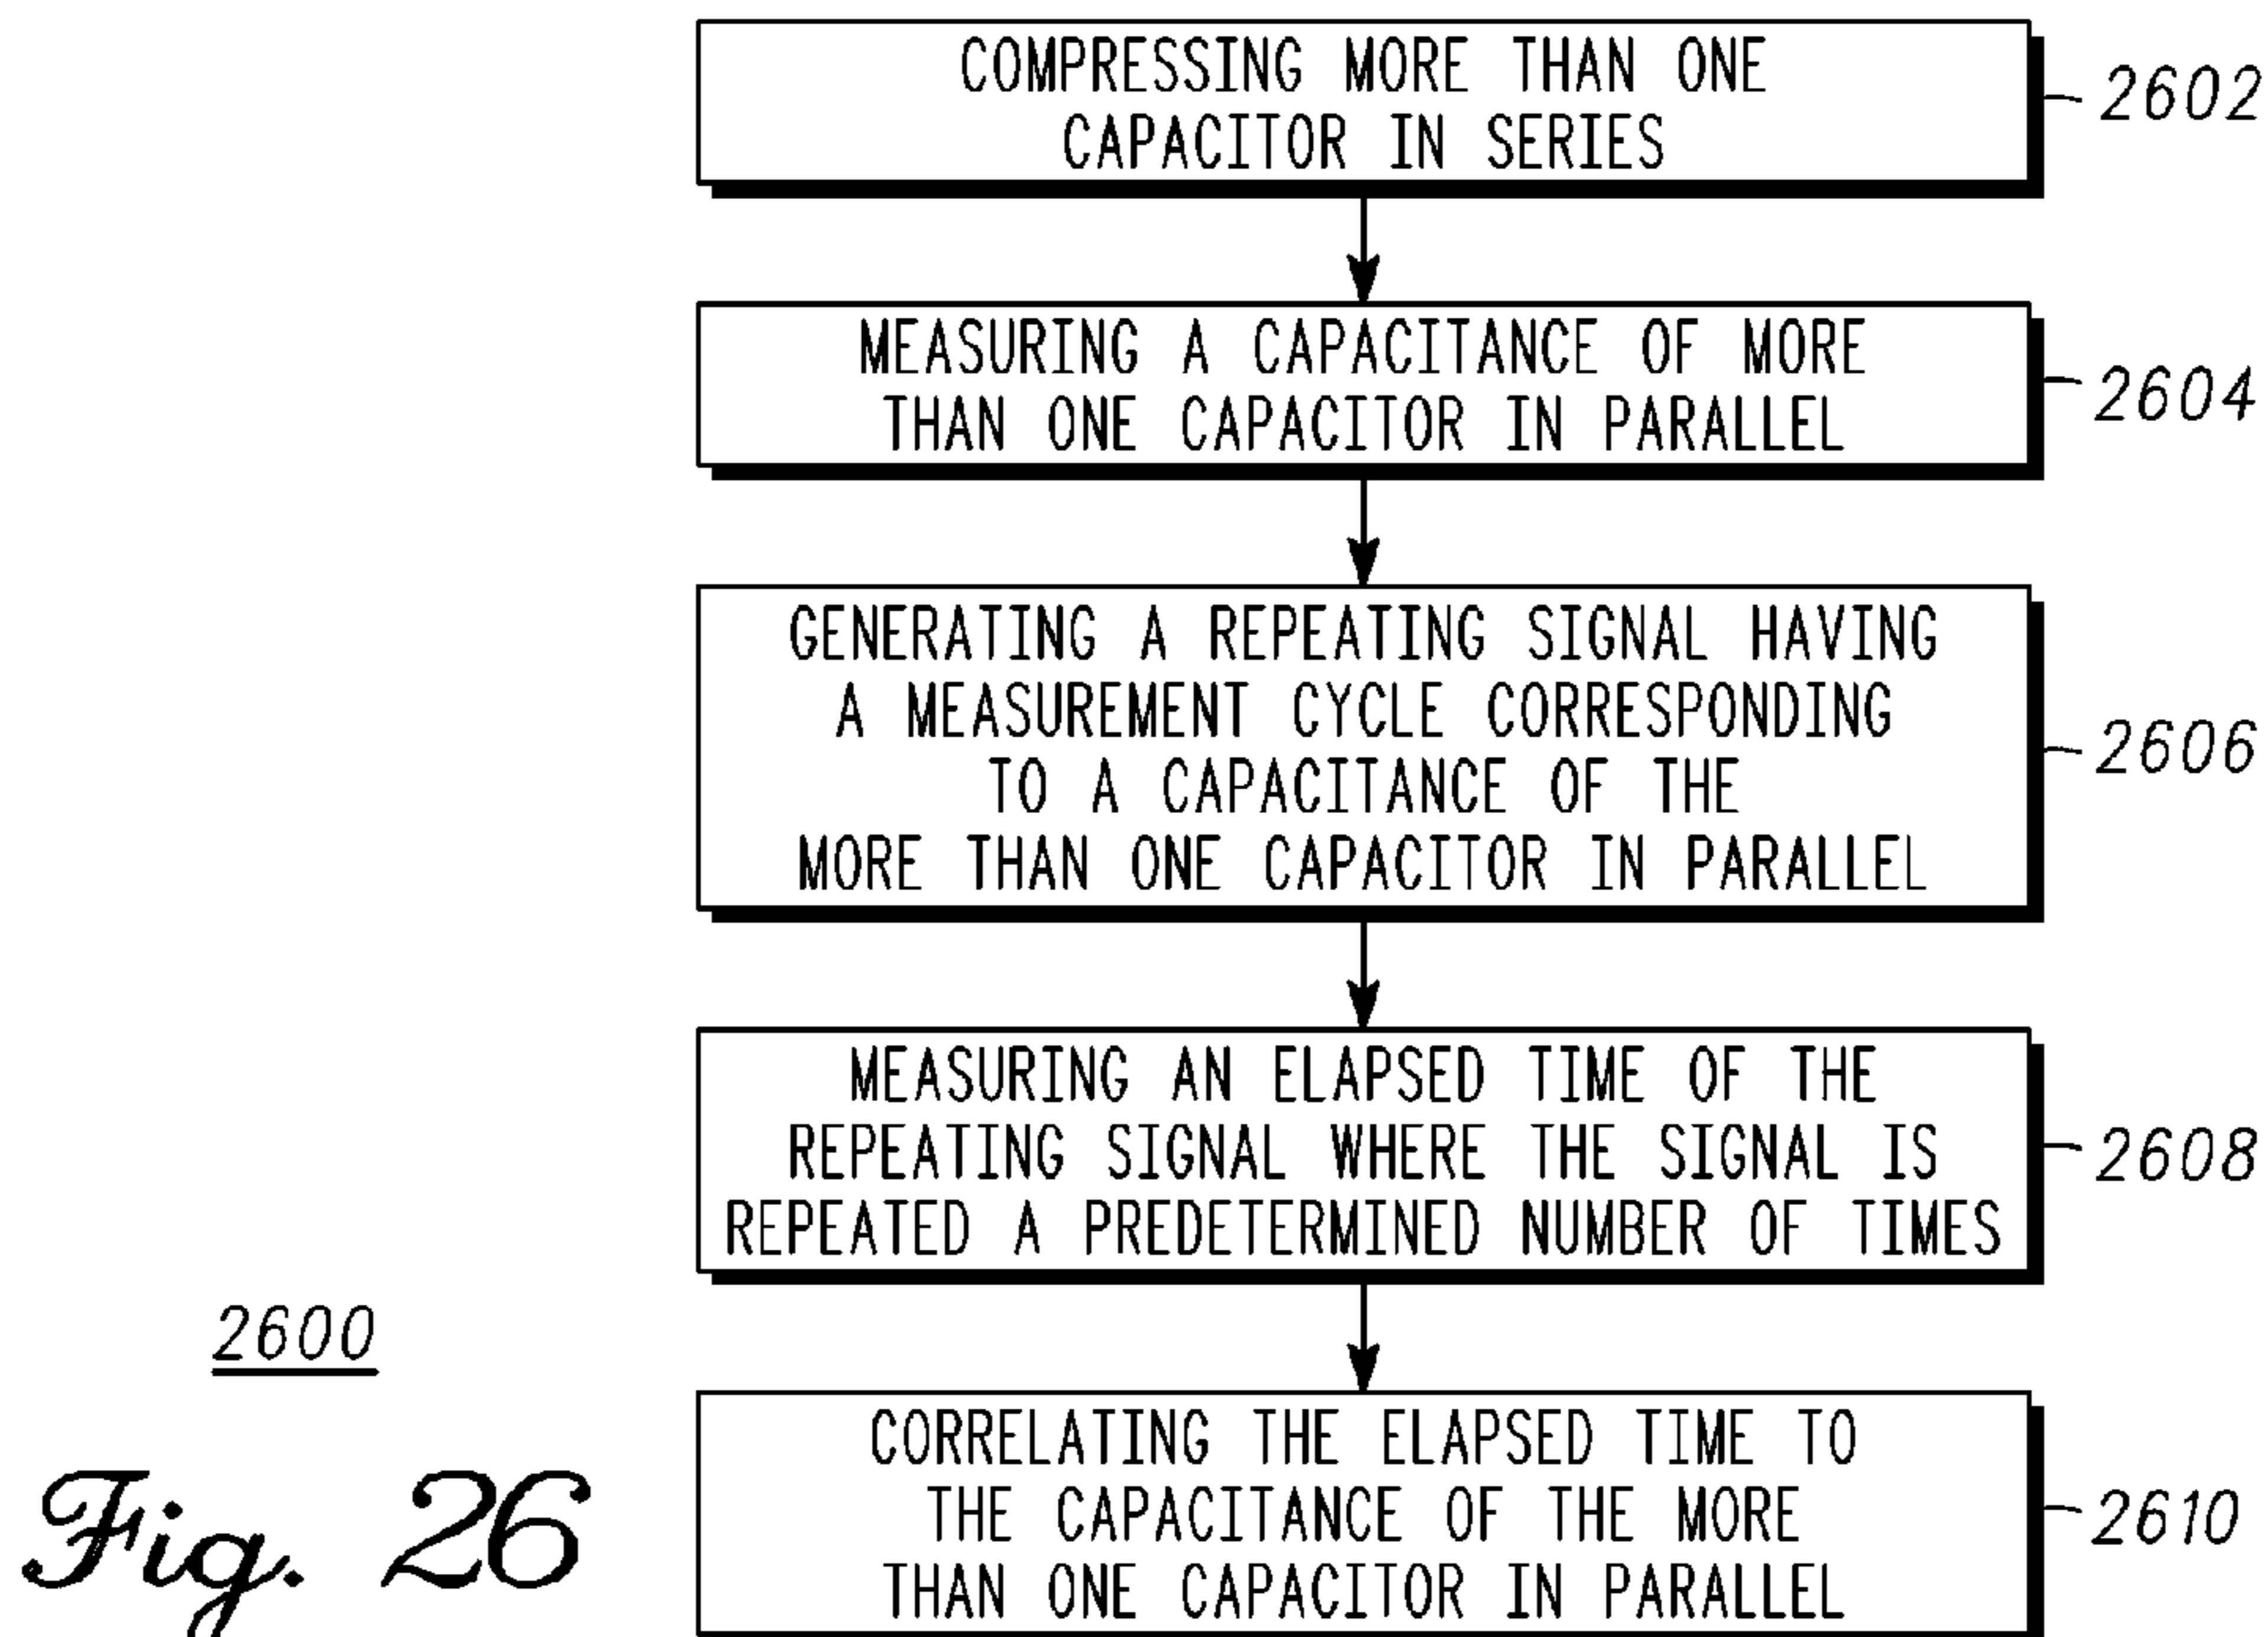 COMPRESSING MORE THAN ONE
CAPACITOR IN SERIES
2602
MEASURING A CAPACITANCE OF MORE
THAN ONE CAPACITOR IN PARALLEL
2604
GENERATING A REPEATING SIGNAL HAVING
A MEASUREMENT CYCLE CORRESPONDING
TO A CAPACITANCE OF THE
MORE THAN ONE CAPACITOR IN PARALLEL
2606
MEASURING AN ELAPSED TIME OF THE
REPEATING SIGNAL WHERE THE SIGNAL IS
REPEATED A PREDETERMINED NUMBER OF TIMES
2608
CORRELATING THE ELAPSED TIME TO
THE CAPACITANCE OF THE MORE
THAN ONE CAPACITOR IN PARALLEL
2610
2600
Fig. 26